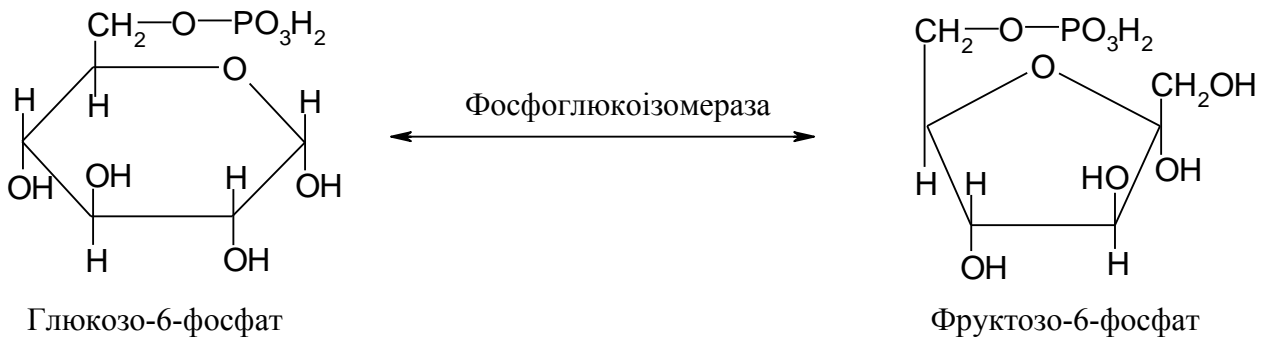 CH2—O—PO3H2
CH2—O—PO3H2
O
O
CH2OH
H
H
H
Фосфоглюкоізомераза
OH
OH
H
OH
H
H
HO
OH
H
OH
OH
H
Глюкозо-6-фосфат
Фруктозо-6-фосфат